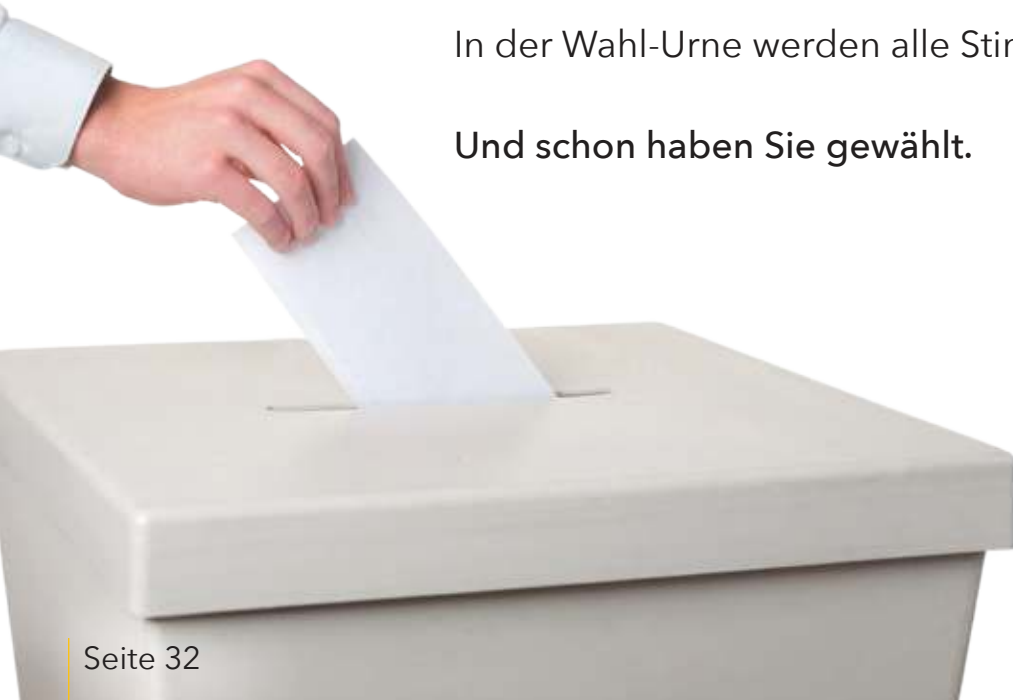 In der Wahl-Urne werden alle
Und schon haben Sie gewählt.
Seite 32